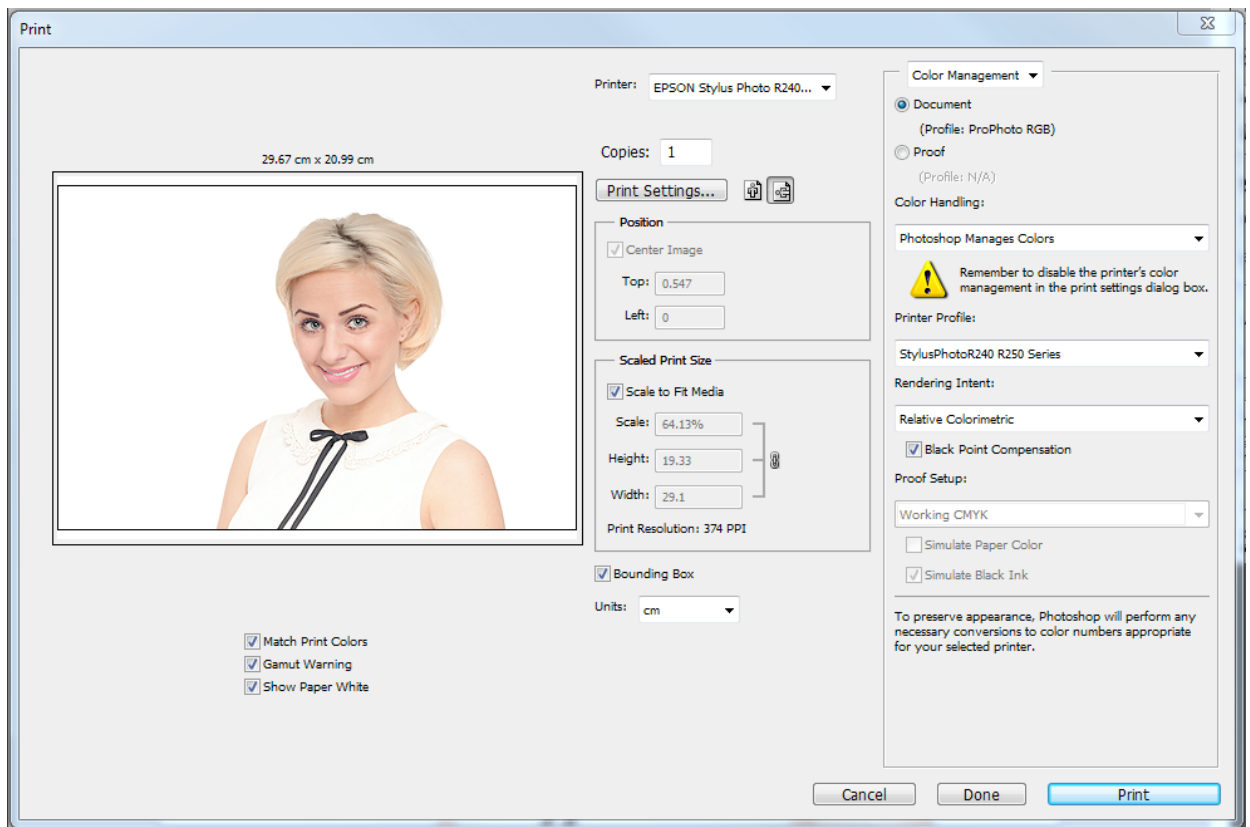 Print
29.67 cm x 20.99 cm
Match Print Colors
Gamut Warning
Show Paper White
Printer: EPSON Stylus Photo R240...
Copies: 1
Print Settings...
Position
Center Image
Top: 0.547
Left: 0
Scaled Print Size
Scale to Fit Media
Scale: 64.13%
Height: 19.33
Width: 29.1
Print Resolution: 374 PPI
Bounding Box
Units: cm
Color Management
Document
(Profile: ProPhoto RGB)
Proof
(Profile: N/A)
Color Handling:
Photoshop Manages Colors
Remember to disable the printer's color
management in the print settings dialog box.
Printer Profile:
StylusPhotoR240 R250 Series
Rendering Intent:
Relative Colorimetric
Black Point Compensation
Proof Setup:
Working CMYK
Simulate Paper Color
Simulate Black Ink
To preserve appearance, Photoshop will perform any
necessary conversions to color numbers appropriate
for your selected printer.
Cancel
Done
Print